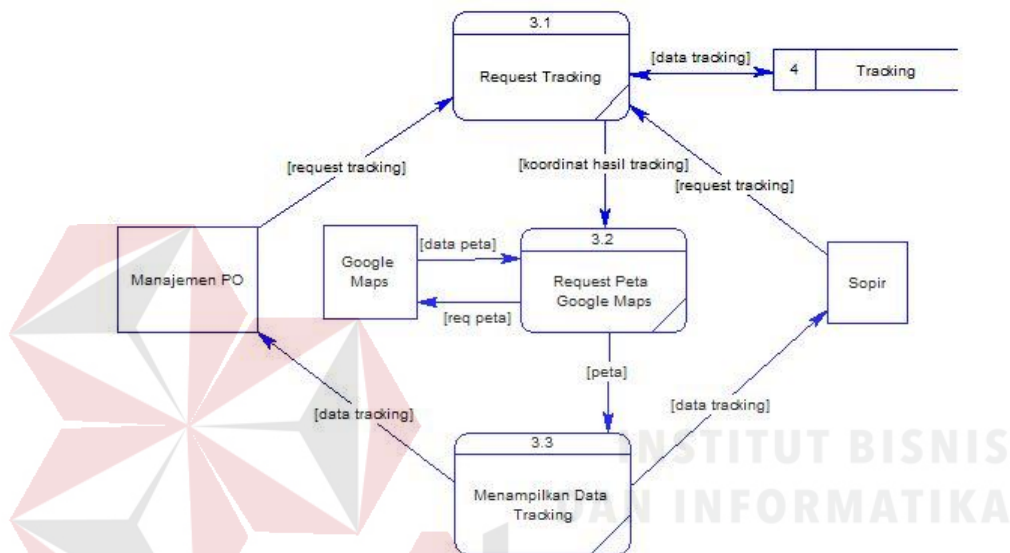 3.1
Request Tracking
[data tracking]
4
Tracking
[request tracking]
[koordinat hasil tracking]
[request tracking]
Manajemen PO
Google
Maps
[data peta]
[req peta]
3.2
Request Peta
Google Maps
Sopir
[peta]
[data tracking]
[data tracking]
3.3
Menampilkan Data
Tracking
INSTITUT BISNIS
DAN INFORMATIKA